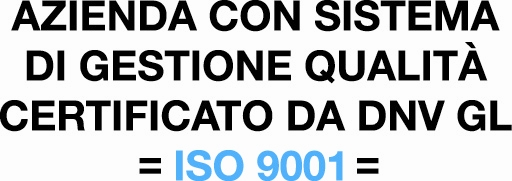 AZIENDA CON SISTEMA
DI GESTIONE QUALITÀ
CERTIFICATO DA DNV GL
= ISO 9001 =